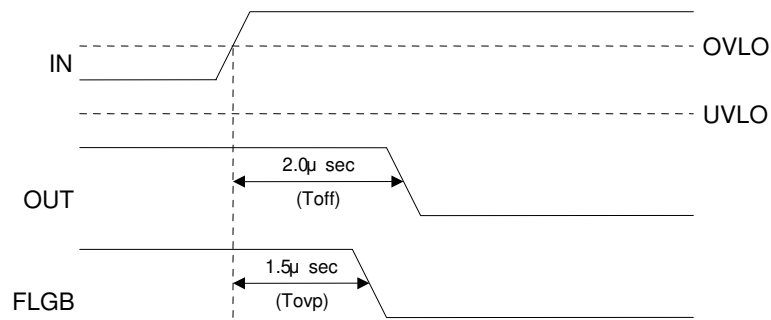 OVLO
IN
UVLO
2.0μ sec
(Toff)
OUT
1.5μ sec
(Tovp)
FLGB